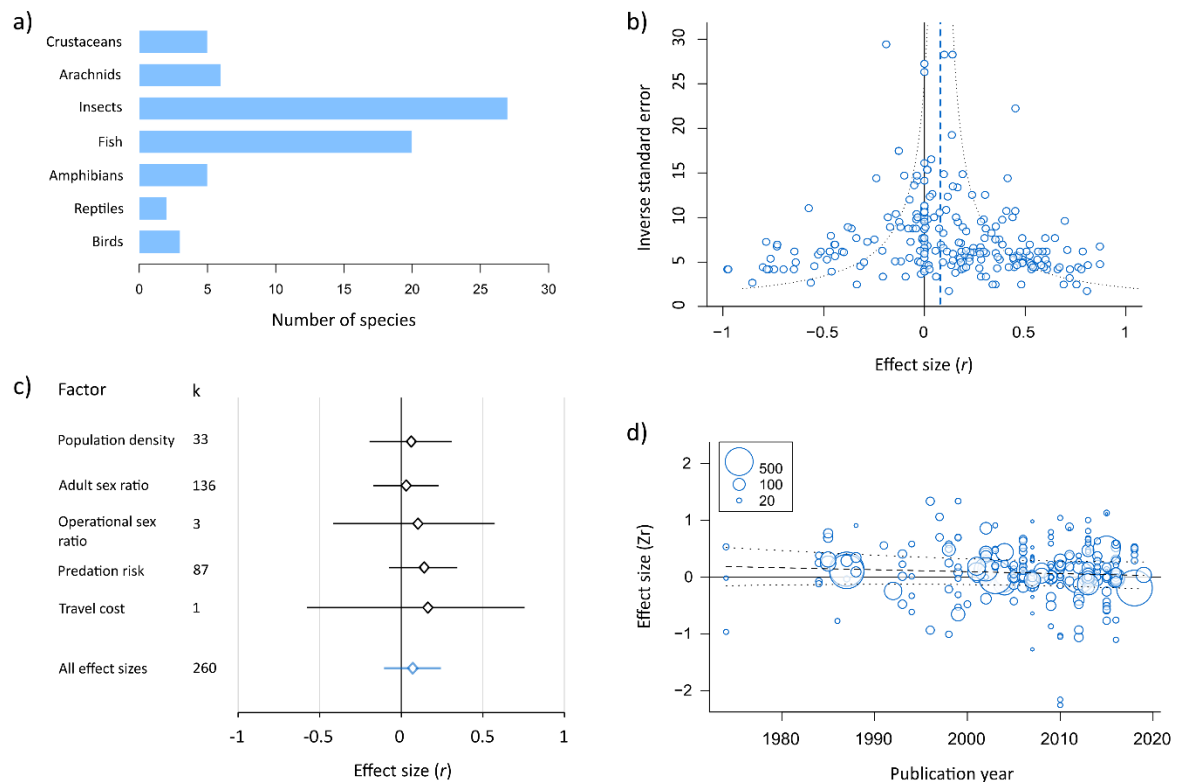 a)
Crustaceans
Arachnids
Insects
Fish
Amphibians
Reptiles
Birds
0 5 10 15 20 25 30
Number of species
b)
Inverse standard error
30
25
20
15
10
5
0
−1 −0.5 0 0.5 1
Effect size (r)
c)
Factor k
Population density 33
Adult sex ratio 136
Operational sex
ratio 3
Predation risk 87
Travel cost 1
All effect sizes 260
-1 -0.5 0 0.5 1
Effect size (r)
d)
Effect size (Zr)
2
1
0
−1
−2
500
100
20
1980 1990 2000 2010 2020
Publication year